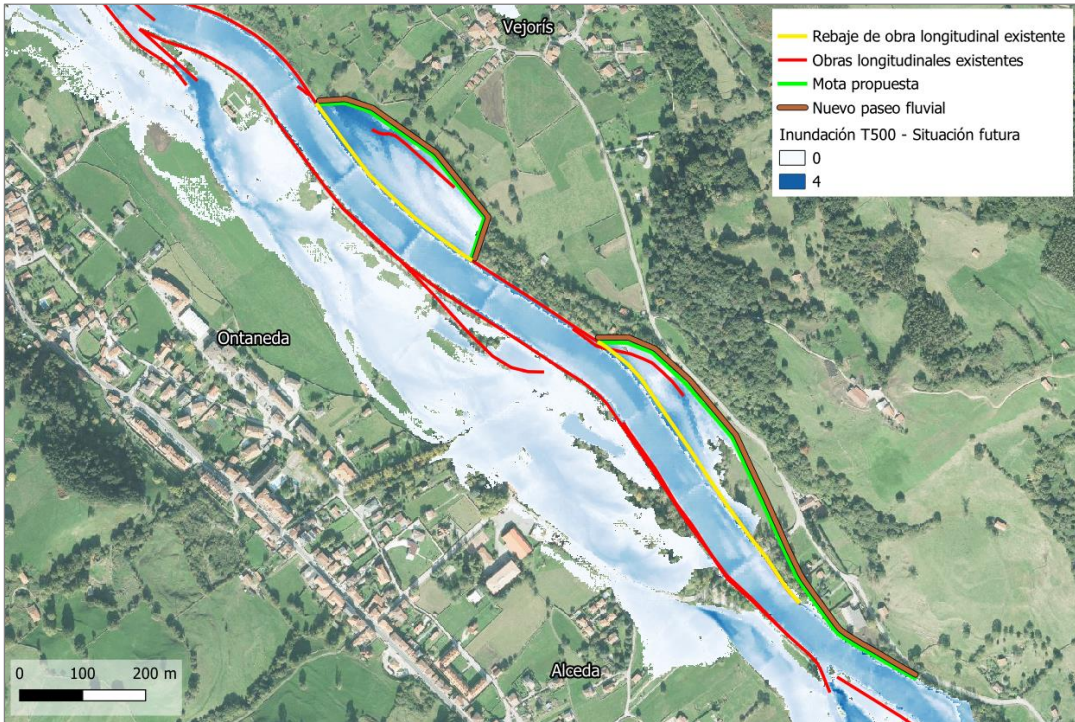 Vejorís
Rebaje de obra longitudinal existente
Obras longitudinales existentes
Mota propuesta
Nuevo paseo fluvial
Inundación T500 - Situación futura
0
4
Ontaneda
Alceda
0 100 200 m